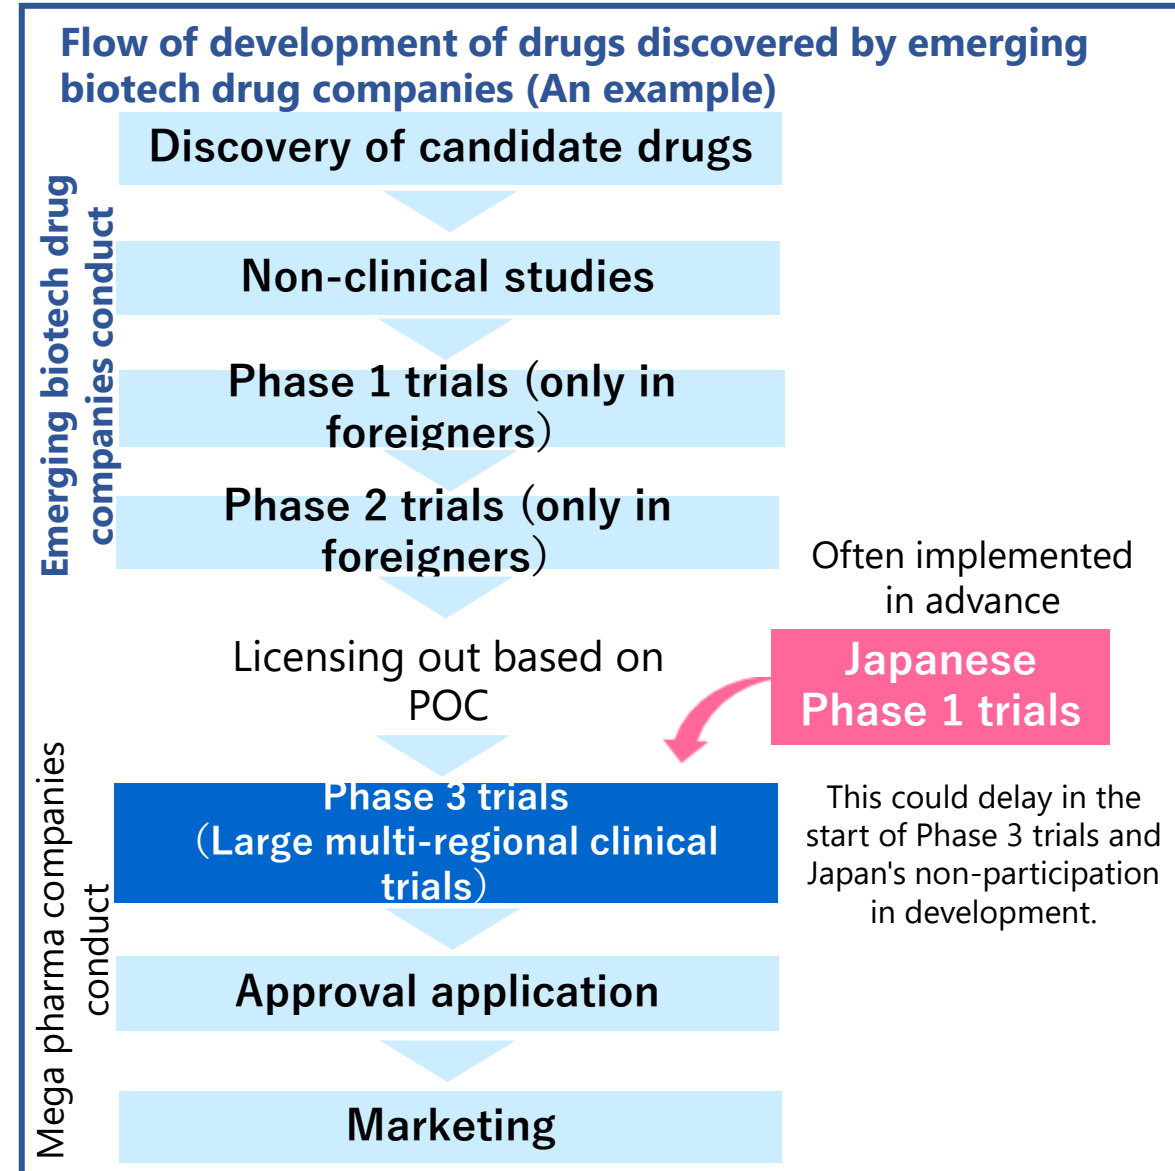 Flow of development of drugs discovered by emerging
biotech drug companies (An example)
Emerging biotech drug
companies conduct
Discovery of candidate drugs
Non-clinical studies
Phase 1 trials (only in
foreigners）
Phase 2 trials (only in
foreigners）
Licensing out based on
POC
Often implemented
in advance
Japanese
Phase 1 trials
This could delay in the
start of Phase 3 trials and
Japan's non-participation
in development.
Mega pharma companies
conduct
Phase 3 trials
（Large multi-regional clinical
trials）
Approval application
Marketing